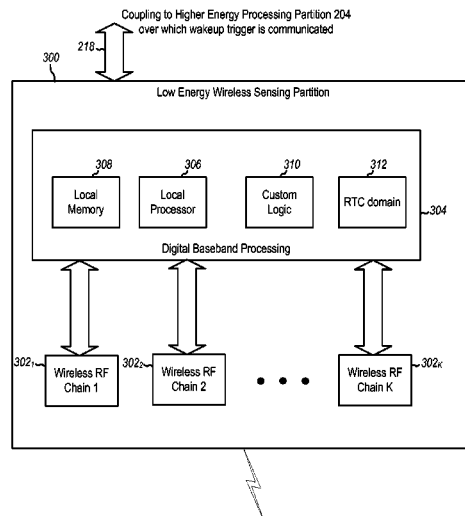 Coupling to Higher Energy Processing Partition 204
over which wakeup trigger is communicated
218
300
Low Energy Wireless Sensing Partition
308
306
310
312
Local
Memory
Local
Processor
Custom
Logic
RTC domain
304
Digital Baseband Processing
302₁
Wireless RF
Chain 1
302₂
Wireless RF
Chain 2
302ₖ
Wireless RF
Chain K